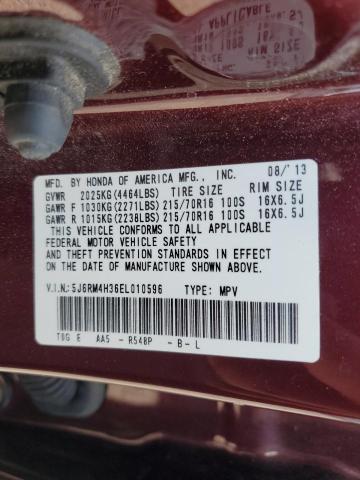 MFD. BY HONDA OF AMERICA MFG., INC. 08/'13
GVWR 2025KG(4464LBS) TIRE SIZE RIM SIZE
GAWR F 1030KG(2271LBS)215/70R16 100S 16X6.5J
GAWR R 1015KG(2238LBS)215/70R16 100S 16X6.5J
THIS VEHICLE CONFORMS TO ALL APPLICABLE
FEDERAL MOTOR VEHICLE SAFETY
AND THEFT PREVENTION STANDARDS IN EFFECT
ON THE DATE OF MANUFACTURE SHOWN ABOVE.
V.I.N.:5J6RM4H36EL010596 TYPE: MPV
T0G E AA5 - R548P - B - L